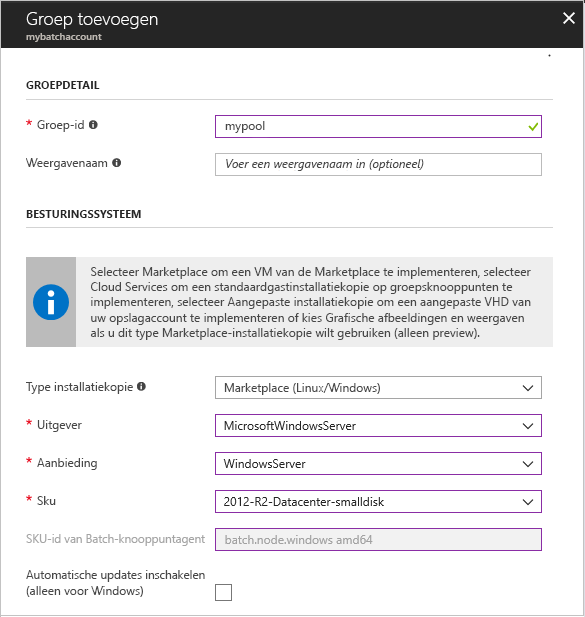 Groep toevoegen
mybatchaccount
GROEPDETAIL
* Groep-id
mypool
Weergavenaam
Voer een weergavenaam in (optioneel)
BESTURINGSSYSTEEM
Selecteer Marketplace om een VM van de Marketplace te implementeren, selecteer
Cloud Services om een standaardgastinstallatiekopie op groepsknooppunten te
implementeren, selecteer Aangepaste installatiekopie om een aangepaste VHD van
uw opslagaccount te implementeren of kies Grafische afbeeldingen en weergaven
als u dit type Marketplace-installatiekopie wilt gebruiken (alleen preview).
Type installatiekopie
Marketplace (Linux/Windows)
* Uitgever
MicrosoftWindowsServer
* Aanbieding
WindowsServer
* Sku
2012-R2-Datacenter-smalldisk
SKU-id van Batch-knooppuntagent
batch.node.windows amd64
Automatische updates inschakelen
(alleen voor Windows)